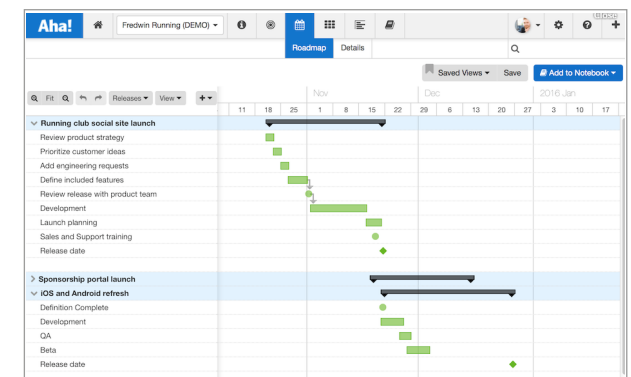 close
Aha! Fredwin Running (DEMO)
Roadmap Details
Saved Views Save Add to Notebook
Fit Releases View +
Nov Dec 2016 Jan
11 18 25 1 8 15 22 29 6 13 20 27 3 10 17
Running club social site launch
Review product strategy
Prioritize customer ideas
Add engineering requests
Define included features
Review release with product team
Development
Launch planning
Sales and Support training
Release date
Sponsorship portal launch
iOS and Android refresh
Definition Complete
Development
QA
Beta
Release date